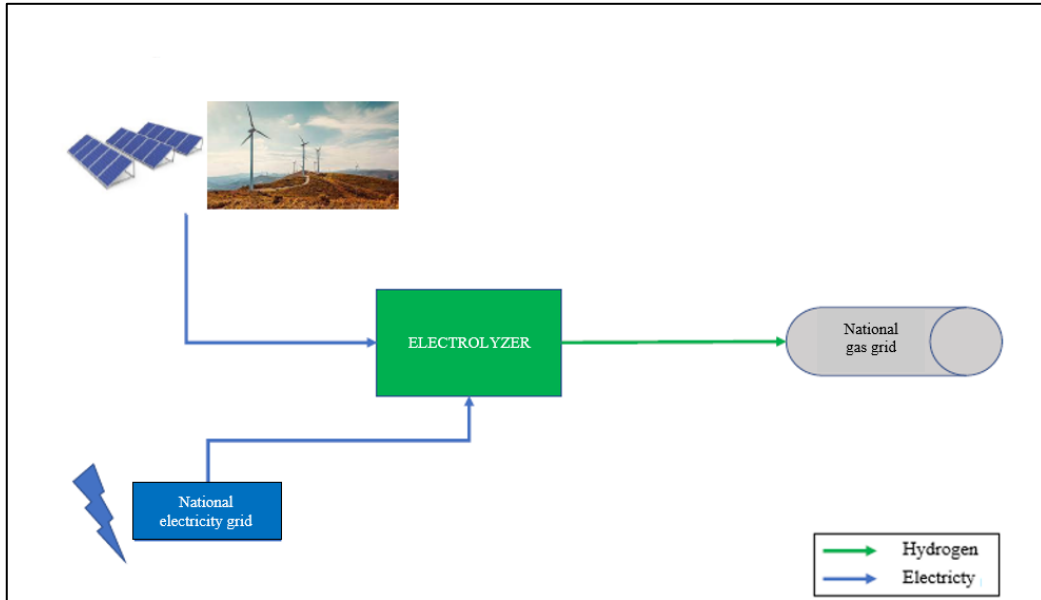 ELECTROLYZER
National
gas grid
National
electricity grid
Hydrogen
Electricty